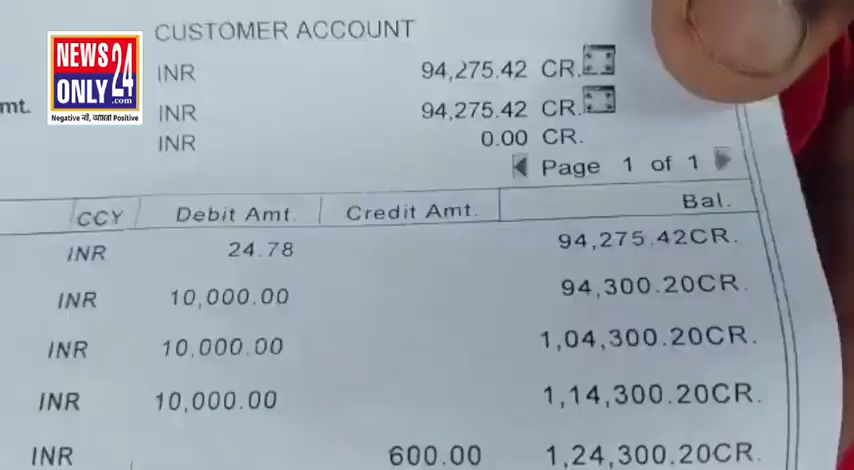 NEWS
ONLY
24
.com
Negative नहीं, আমরা Positive
CUSTOMER ACCOUNT
INR 94,275.42 CR.
mt. INR 94,275.42 CR.
INR 0.00 CR.
Page 1 of 1
CCY Debit Amt. Credit Amt. Bal.
INR 24.78 94,275.42CR.
INR 10,000.00 94,300.20CR.
INR 10,000.00 1,04,300.20CR.
INR 10,000.00 1,14,300.20CR.
INR 600.00 1,24,300.20CR.